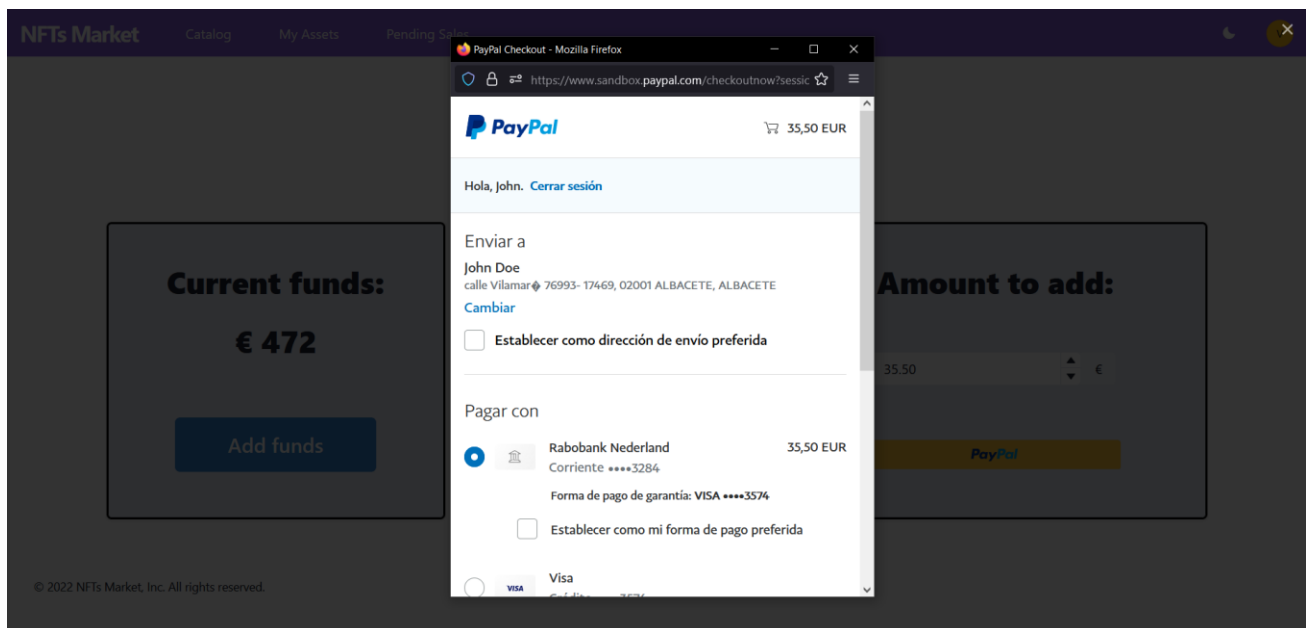 NFTs Market Catalog My Assets Pending Sales
PayPal Checkout - Mozilla Firefox
https://www.sandbox.paypal.com/checkoutnow?sessic
PayPal 35,50 EUR
Hola, John. Cerrar sesión
Enviar a
John Doe
calle Vilamar� 76993- 17469, 02001 ALBACETE, ALBACETE
Cambiar
Establecer como dirección de envío preferida
Pagar con
Rabobank Nederland 35,50 EUR
Corriente ••••3284
Forma de pago de garantía: VISA ••••3574
Establecer como mi forma de pago preferida
VISA Visa
Current funds:
€ 472
Add funds
Amount to add:
35.50 €
PayPal
© 2022 NFTs Market, Inc. All rights reserved.